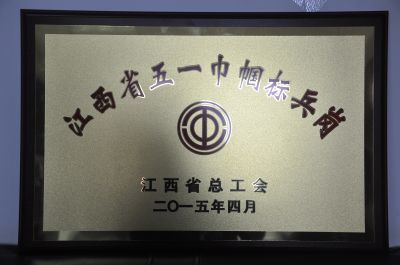 江西省五一巾帼标兵岗
江西省总工会
二〇一五年四月